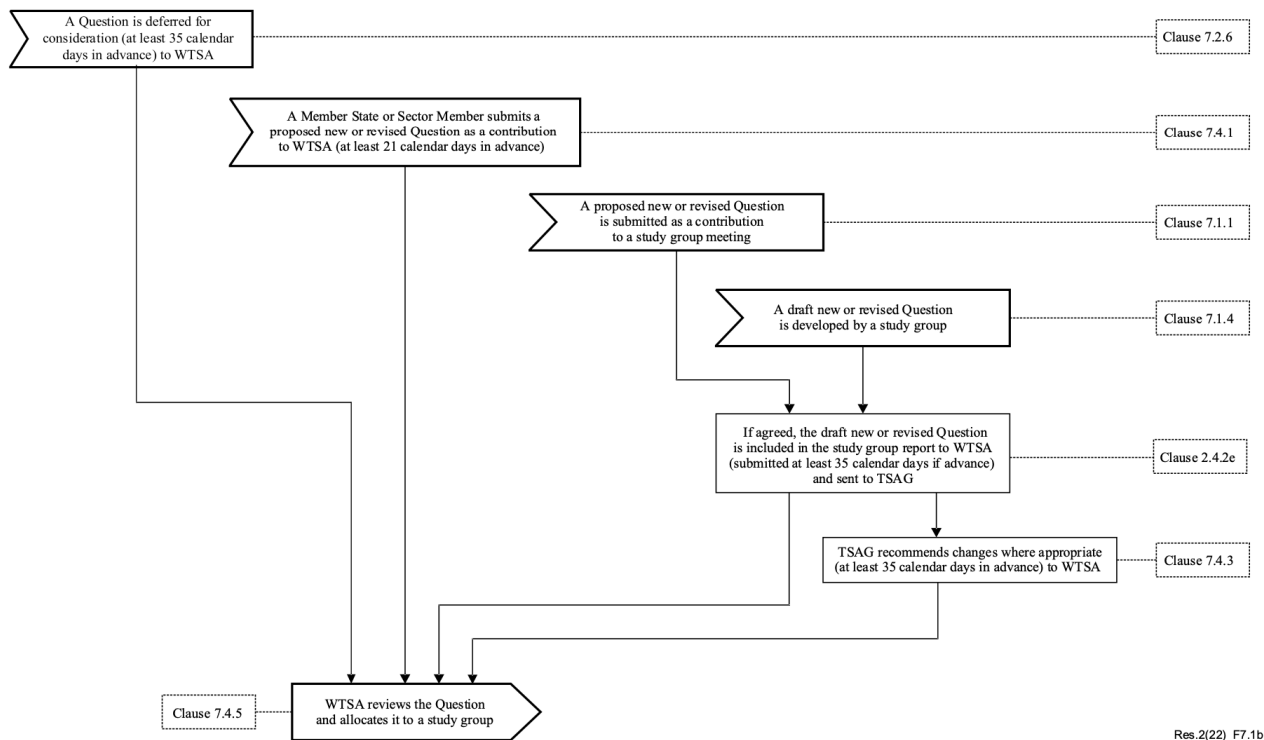 A Question is deferred for
consideration (at least 35 calendar
days in advance) to WTSA
Clause 7.2.6
A Member State or Sector Member submits a
proposed new or revised Question as a contribution
to WTSA (at least 21 calendar days in advance)
Clause 7.4.1
A proposed new or revised Question
is submitted as a contribution
to a study group meeting
Clause 7.1.1
A draft new or revised Question
is developed by a study group
Clause 7.1.4
If agreed, the draft new or revised Question
is included in the study group report to WTSA
(submitted at least 35 calendar days if advance)
and sent to TSAG
Clause 2.4.2e
TSAG recommends changes where appropriate
(at least 35 calendar days in advance) to WTSA
Clause 7.4.3
Clause 7.4.5
WTSA reviews the Question
and allocates it to a study group
Res.2(22)_F7.1b